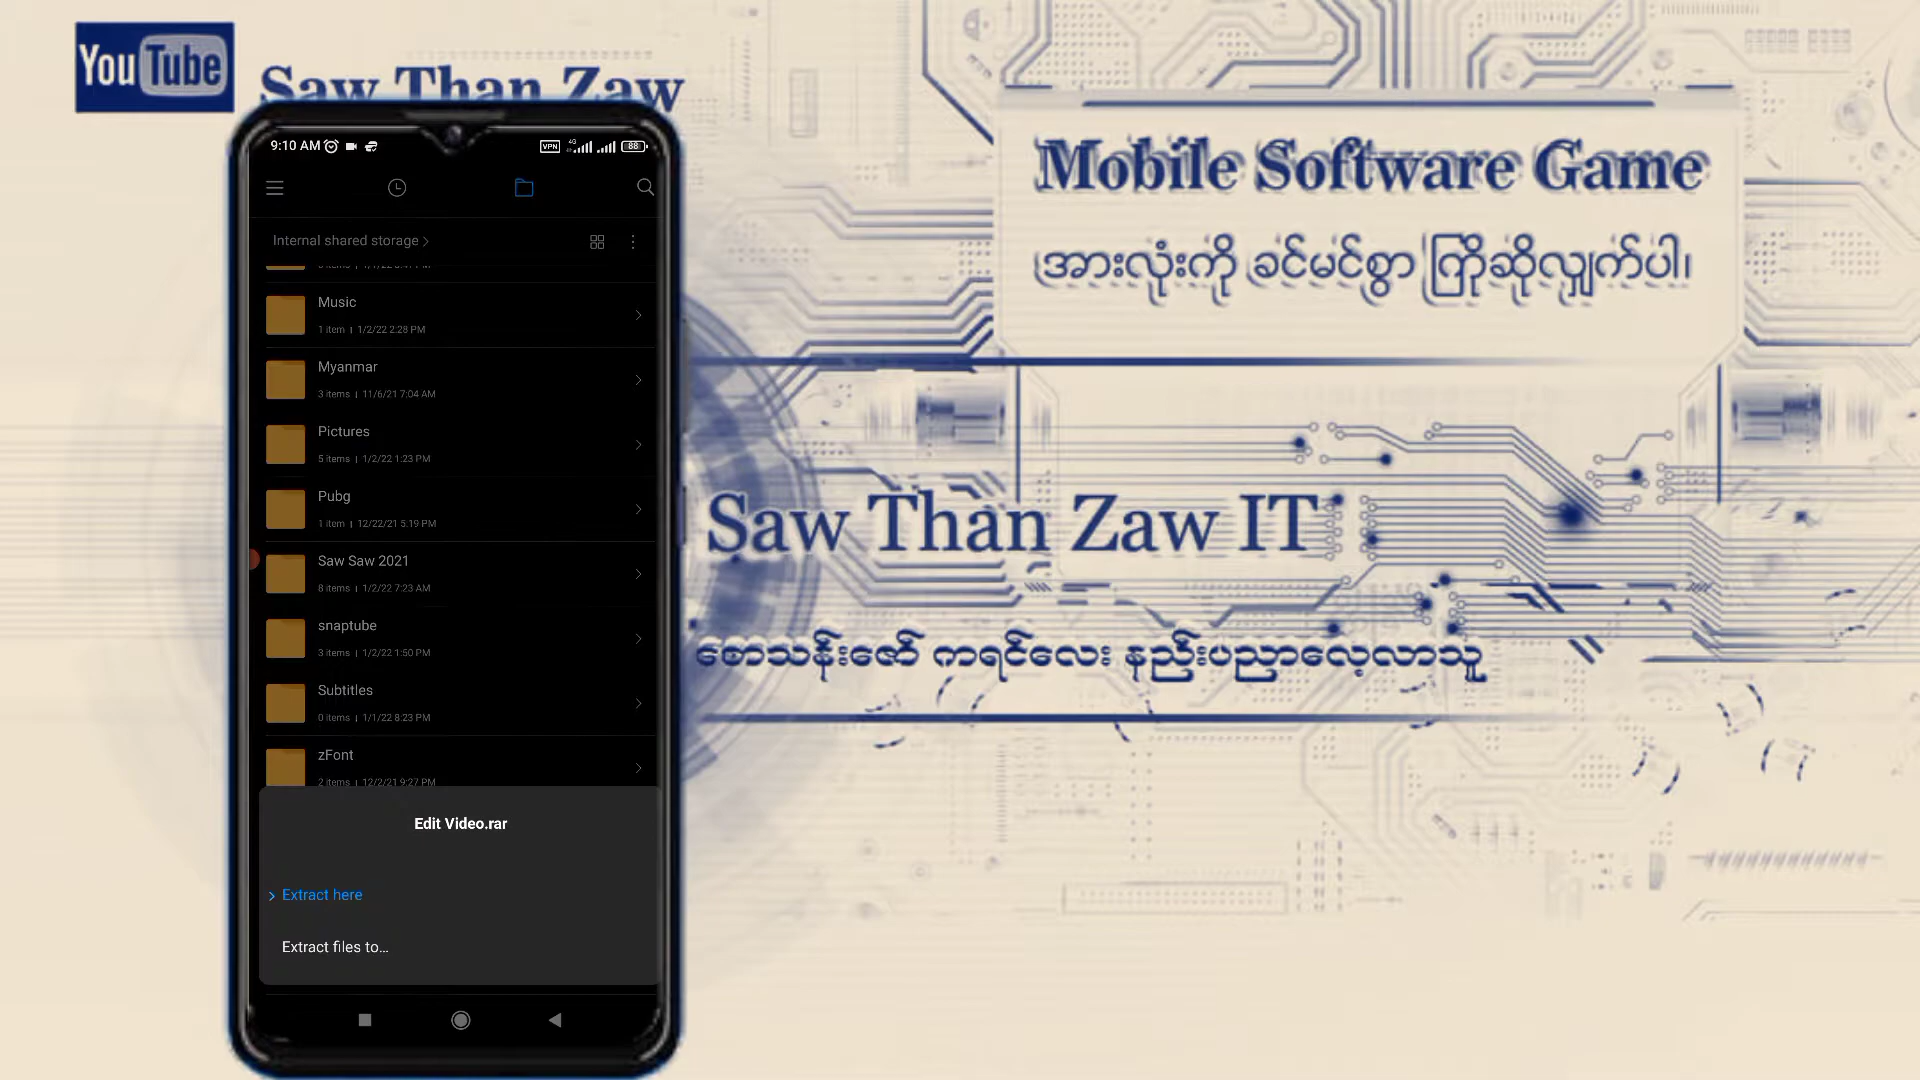 YouTube
Saw Than Zaw
9:10 AM
VPN 4G 88
Internal shared storage
Music
1 item | 1/2/22 2:28 PM
Myanmar
3 items | 11/6/21 7:04 AM
Pictures
5 items | 1/2/22 1:23 PM
Pubg
1 item | 12/22/21 5:19 PM
Saw Saw 2021
8 items | 1/2/22 7:23 AM
snaptube
3 items | 1/2/22 1:50 PM
Subtitles
0 items | 1/1/22 8:23 PM
zFont
2 items | 12/2/21 9:27 PM
Edit Video.rar
Extract here
Extract files to...
Mobile Software Game
အားလုံးကို ခင်မင်စွာ ကြိုဆိုလျှက်ပါ၊
Saw Than Zaw IT
စောသန်းဇော် ကရင်လေး နည်းပညာလေ့လာသူ